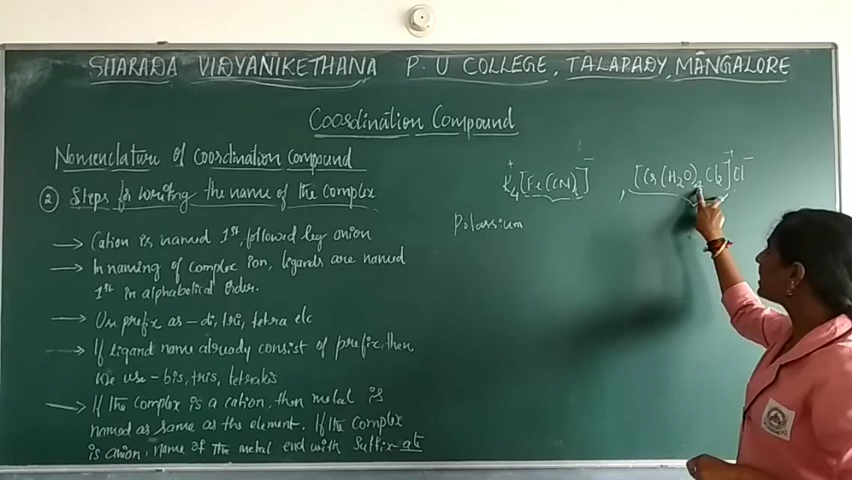 SHARADA VIDYANIKETHANA P.U COLLEGE, TALAPADY, MANGALORE
Coordination Compound
Nomenclature of coordination compound
② Steps for writing the name of the complex
→ Cation is named 1st, followed by anion
→ In naming of complex ion, ligands are named
1st in alphabetical order.
→ Use prefix as - di, tri, tetra etc
→ If ligand name already consist of prefix then
we use - bis, tris, tetrakis
→ If the complex is a cation, then metal is
named as same as the element. If the complex
is anion, name of the metal end with suffix - ate
K₄⁺[Fe(CN)₆]⁻ , [Cr(H₂O)₄Cl₂]⁺Cl⁻
Potassium